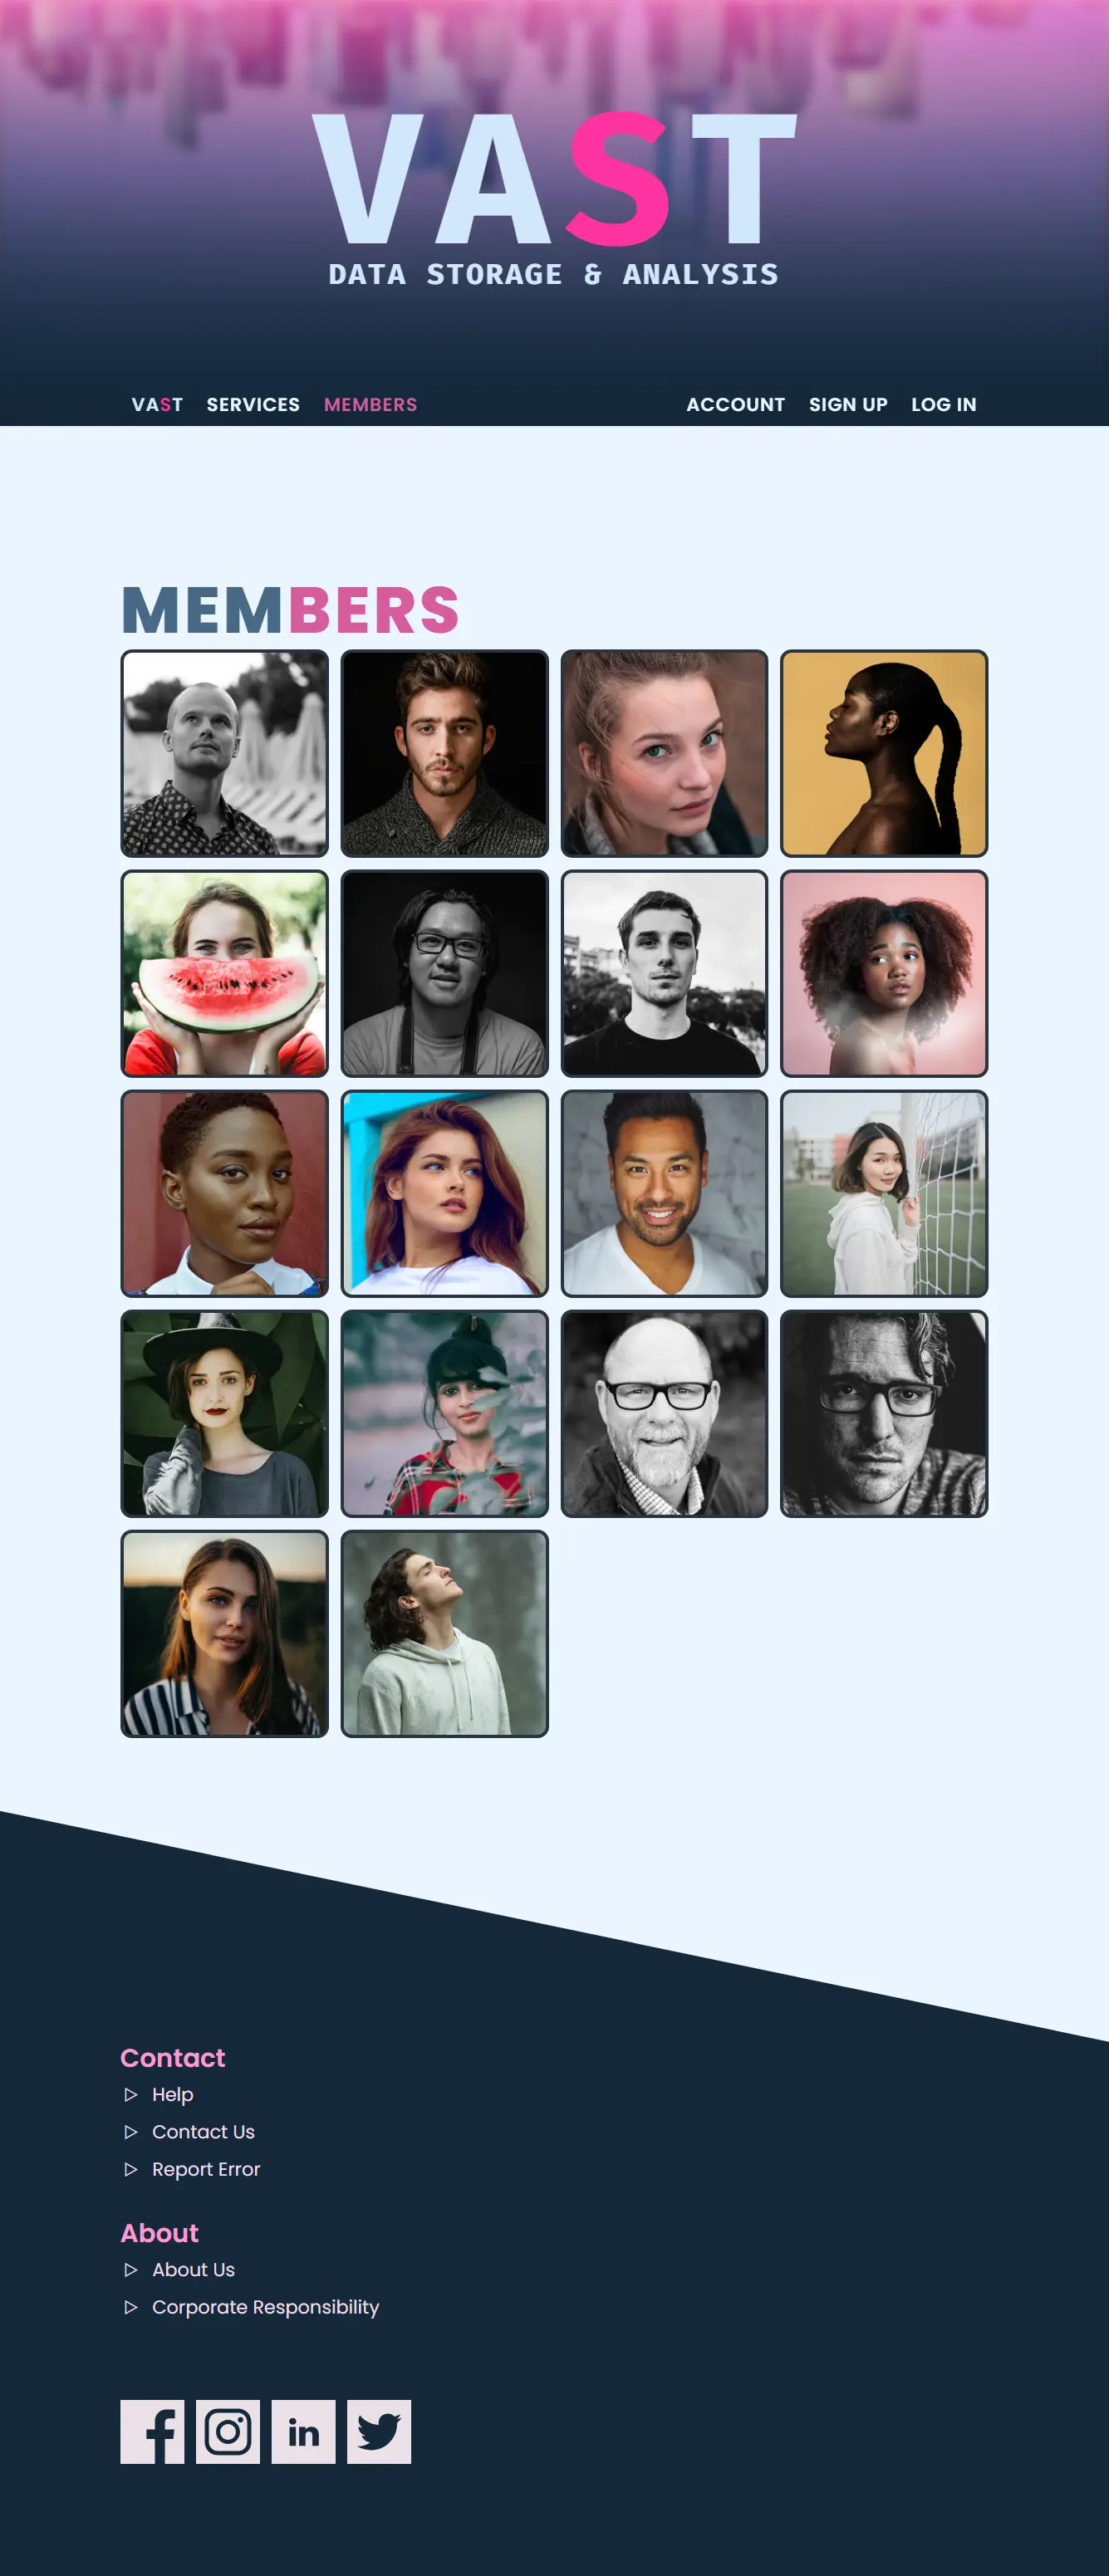 VAST
DATA STORAGE & ANALYSIS
VAST SERVICES MEMBERS ACCOUNT SIGN UP LOG IN
MEMBERS
Contact
Help
Contact Us
Report Error
About
About Us
Corporate Responsibility